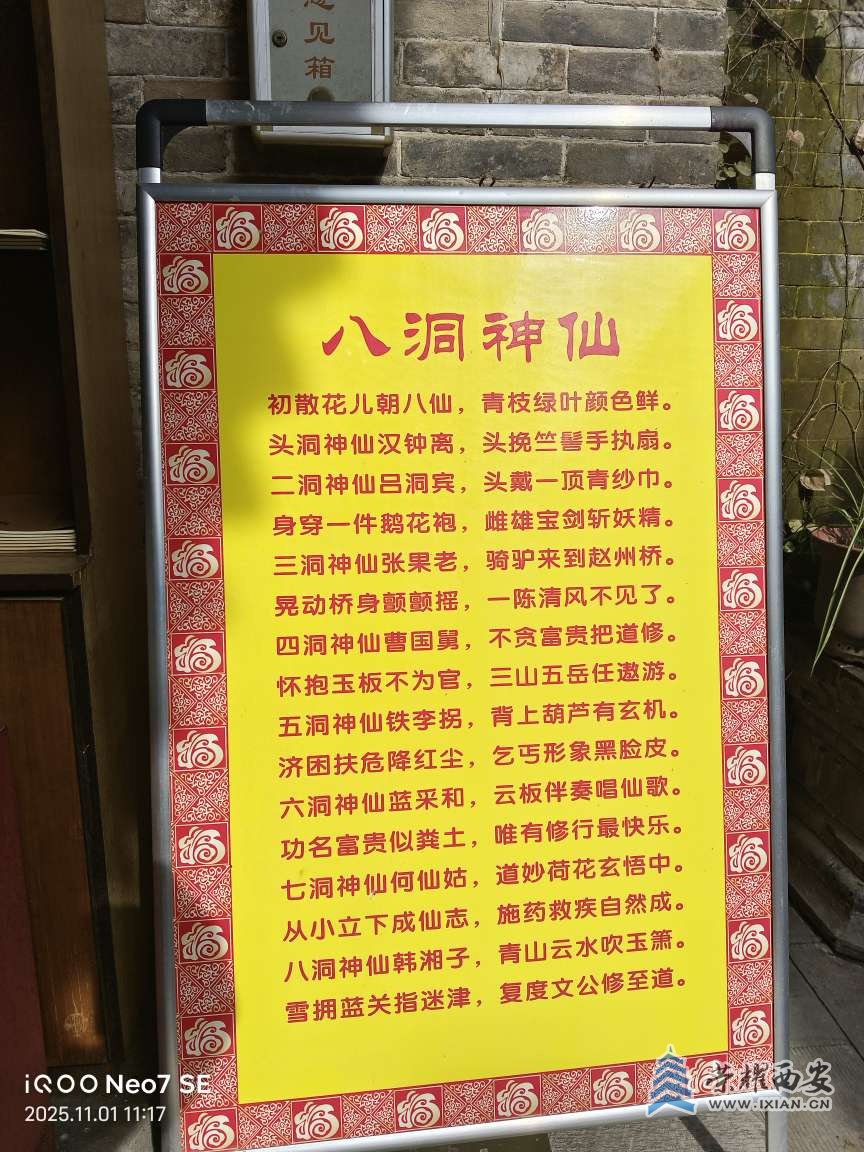 意见箱
八洞神仙
初散花儿朝八仙，青枝绿叶颜色鲜。
头洞神仙汉钟离，头挽竺髻手执扇。
二洞神仙吕洞宾，头戴一顶青纱巾。
身穿一件鹅花袍，雌雄宝剑斩妖精。
三洞神仙张果老，骑驴来到赵州桥。
晃动桥身颤颤摇，一陈清风不见了。
四洞神仙曹国舅，不贪富贵把道修。
怀抱玉板不为官，三山五岳任遨游。
五洞神仙铁李拐，背上葫芦有玄机。
济困扶危降红尘，乞丐形象黑脸皮。
六洞神仙蓝采和，云板伴奏唱仙歌。
功名富贵似粪土，唯有修行最快乐。
七洞神仙何仙姑，道妙荷花玄悟中。
从小立下成仙志，施药救疾自然成。
八洞神仙韩湘子，青山云水吹玉箫。
雪拥蓝关指迷津，复度文公修至道。
iQOO Neo7 SE
2025.11.01 11:17
荣耀西安
WWW.IXIAN.CN